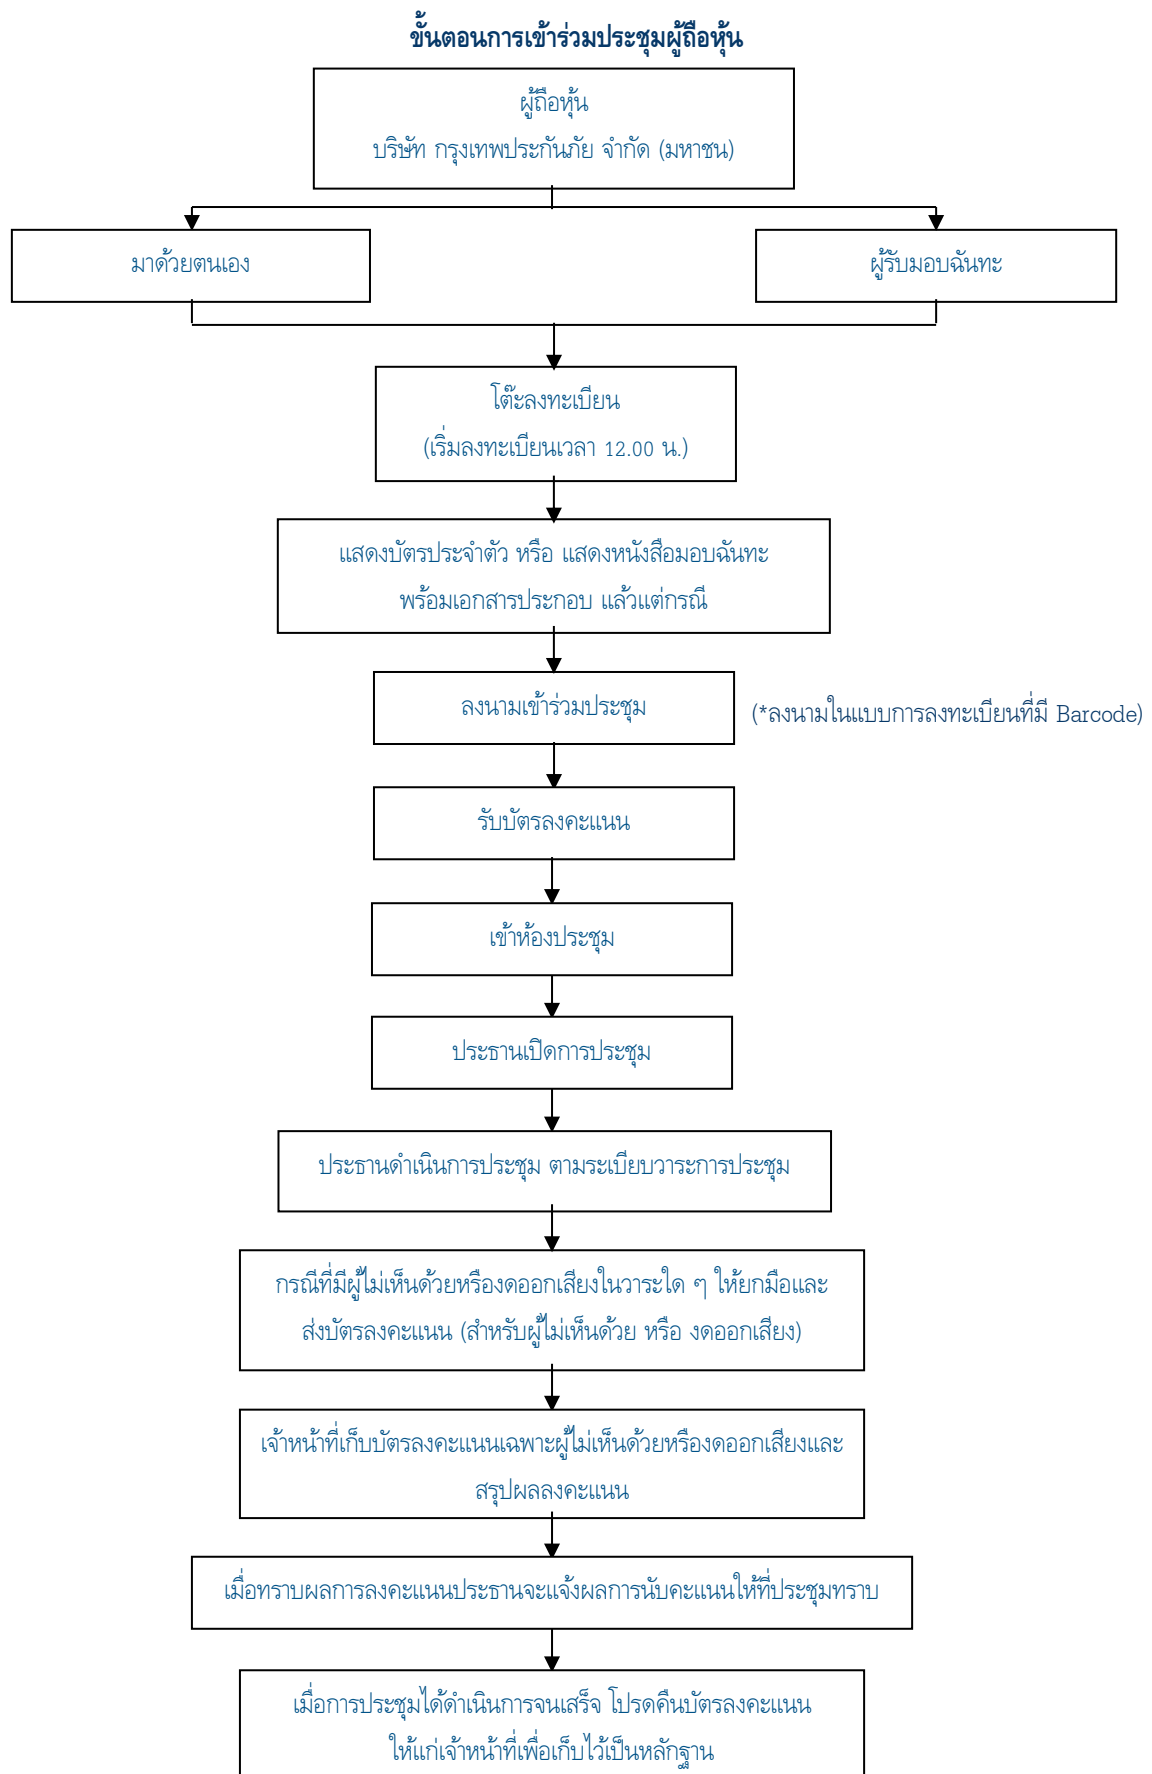 ขั้นตอนการเข้าร่วมประชุมผู้ถือหุ้น
ผู้ถือหุ้น
บริษัท กรุงเทพประกันภัย จำกัด (มหาชน)
มาด้วยตนเอง
ผู้รับมอบฉันทะ
โต๊ะลงทะเบียน
(เริ่มลงทะเบียนเวลา 12.00 น.)
แสดงบัตรประจำตัว หรือ แสดงหนังสือมอบฉันทะ
พร้อมเอกสารประกอบ แล้วแต่กรณี
ลงนามเข้าร่วมประชุม
(*ลงนามในแบบการลงทะเบียนที่มี Barcode)
รับบัตรลงคะแนน
เข้าห้องประชุม
ประธานเปิดการประชุม
ประธานดำเนินการประชุม ตามระเบียบวาระการประชุม
กรณีที่มีผู้ไม่เห็นด้วยหรืองดออกเสียงในวาระใด ๆ ให้ยกมือและ
ส่งบัตรลงคะแนน (สำหรับผู้ไม่เห็นด้วย หรือ งดออกเสียง)
เจ้าหน้าที่เก็บบัตรลงคะแนนเฉพาะผู้ไม่เห็นด้วยหรืองดออกเสียงและ
สรุปผลลงคะแนน
เมื่อทราบผลการลงคะแนนประธานจะแจ้งผลการนับคะแนนให้ที่ประชุมทราบ
เมื่อการประชุมได้ดำเนินการจนเสร็จ โปรดคืนบัตรลงคะแนน
ให้แก่เจ้าหน้าที่เพื่อเก็บไว้เป็นหลักฐาน